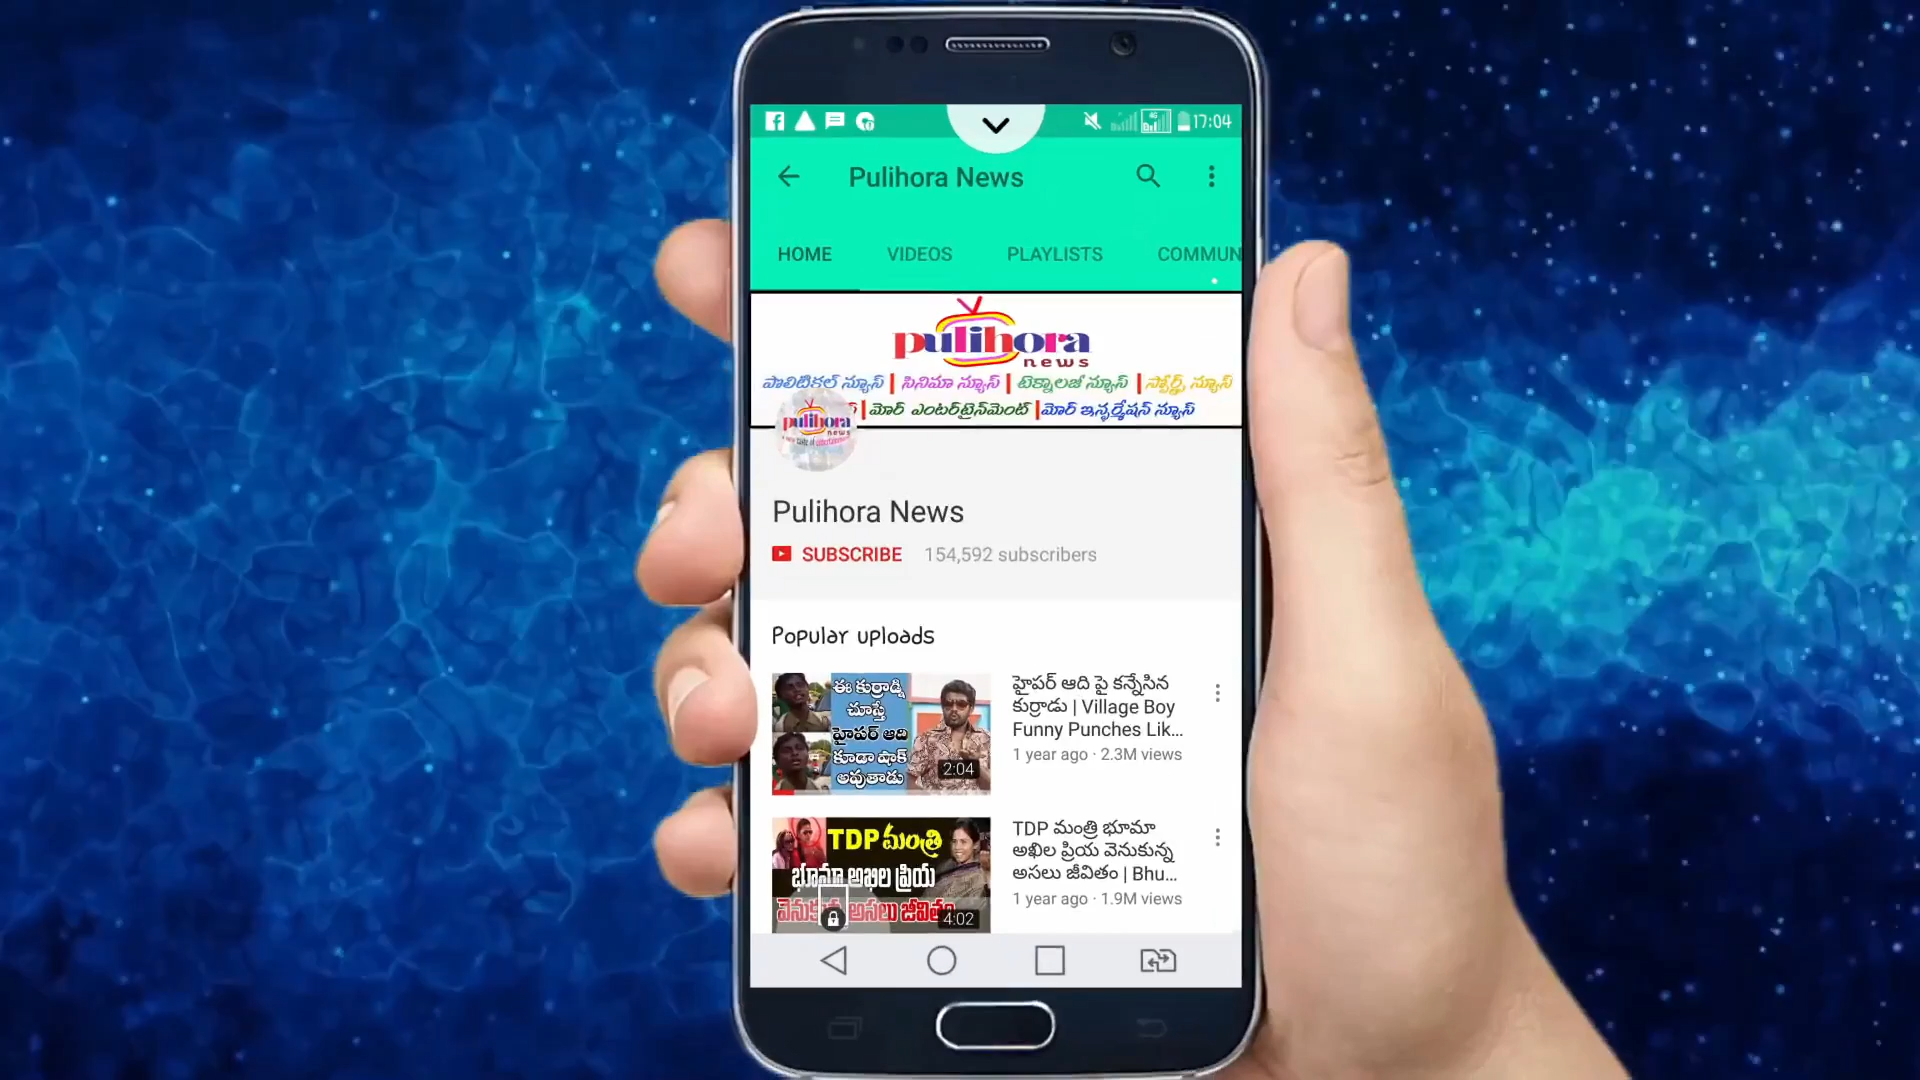 17:04
Pulihora News
HOME VIDEOS PLAYLISTS COMMUN
pulihora
news
పొలిటికల్ న్యూస్ | సినిమా న్యూస్ | టెక్నాలజీ న్యూస్ | స్పోర్ట్స్ న్యూస్
| మోర్ ఎంటర్‌టైన్‌మెంట్ | మోర్ ఇన్ఫర్మేషన్ న్యూస్
pulihora
news
Pulihora News
SUBSCRIBE 154,592 subscribers
Popular uploads
ఈ కుర్రాడ్ని
చూస్తే
హైపర్ ఆది
కూడా షాక్
అవుతాడు
2:04
హైపర్ ఆది పై కన్నేసిన
కుర్రాడు | Village Boy
Funny Punches Lik...
1 year ago · 2.3M views
TDP మంత్రి
భూమా అఖిల ప్రియ
అసలు జీవితం
4:02
TDP మంత్రి భూమా
అఖిల ప్రియ వెనుకున్న
అసలు జీవితం | Bhu...
1 year ago · 1.9M views